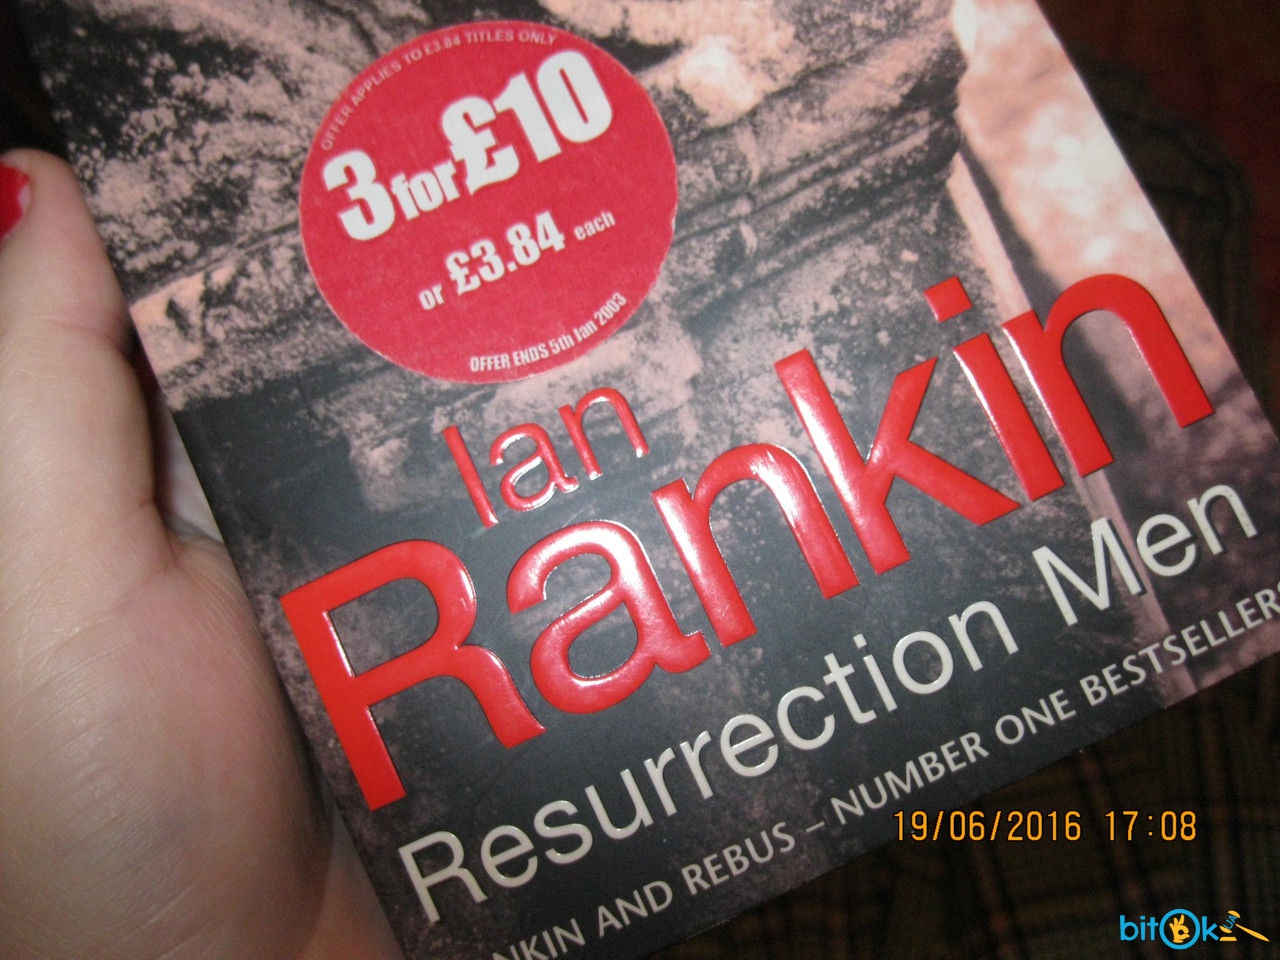 OFFER APPLIES TO £3.84 TITLES ONLY
3 for £10
or £3.84 each
OFFER ENDS 5th Jan 2003
Ian
Rankin
Resurrection Men
NKIN AND REBUS – NUMBER ONE BESTSELLERS
19/06/2016 17:08
bitOk UA